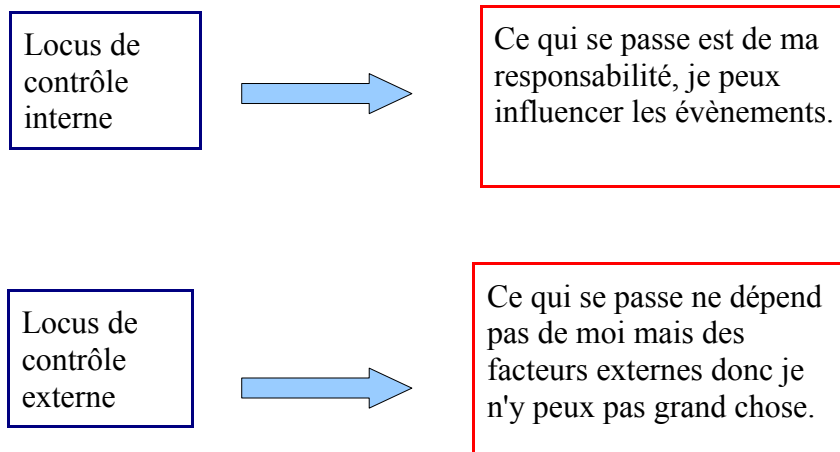 Locus de
contrôle
interne
Ce qui se passe est de ma
responsabilité, je peux
influencer les évènements.
Locus de
contrôle
externe
Ce qui se passe ne dépend
pas de moi mais des
facteurs externes donc je
n'y peux pas grand chose.